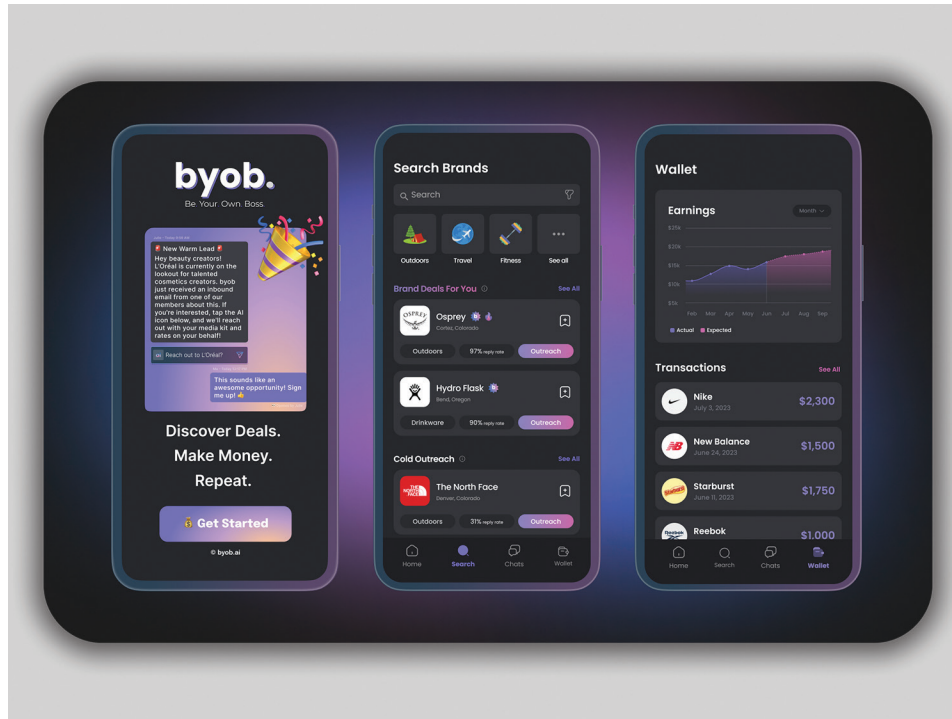 byob.
Be Your Own Boss
🚨 New Warm Lead 🚨
Hey beauty creators!
L'Oréal is currently on the
lookout for talented
cosmetics creators. byob
just received an inbound
email from one of our
members about this. If
you're interested, tap the AI
icon below, and we'll reach
out with your media kit and
rates on your behalf!
Reach out to L'Oréal?
This sounds like an
awesome opportunity! Sign
me up! 👍
Discover Deals.
Make Money.
Repeat.
💰 Get Started
© byob.ai
Search Brands
Search
Outdoors Travel Fitness See all
Brand Deals For You See All
OSPREY
Osprey
Cortez, Colorado
Outdoors 97% reply rate Outreach
Hydro Flask
Bend, Oregon
Drinkware 90% reply rate Outreach
Cold Outreach See All
THE
NORTH
FACE
The North Face
Denver, Colorado
Outdoors 31% reply rate Outreach
Home Search Chats Wallet
Wallet
Earnings Month
$25k
$20k
$15k
$10k
$5k
Feb Mar Apr May Jun Jul Aug Sep
Actual Expected
Transactions See All
Nike
July 3, 2023
$2,300
New Balance
June 24, 2023
$1,500
Starburst
Starburst
June 11, 2023
$1,750
Reebok
Reebok
$1,000
Home Search Chats Wallet